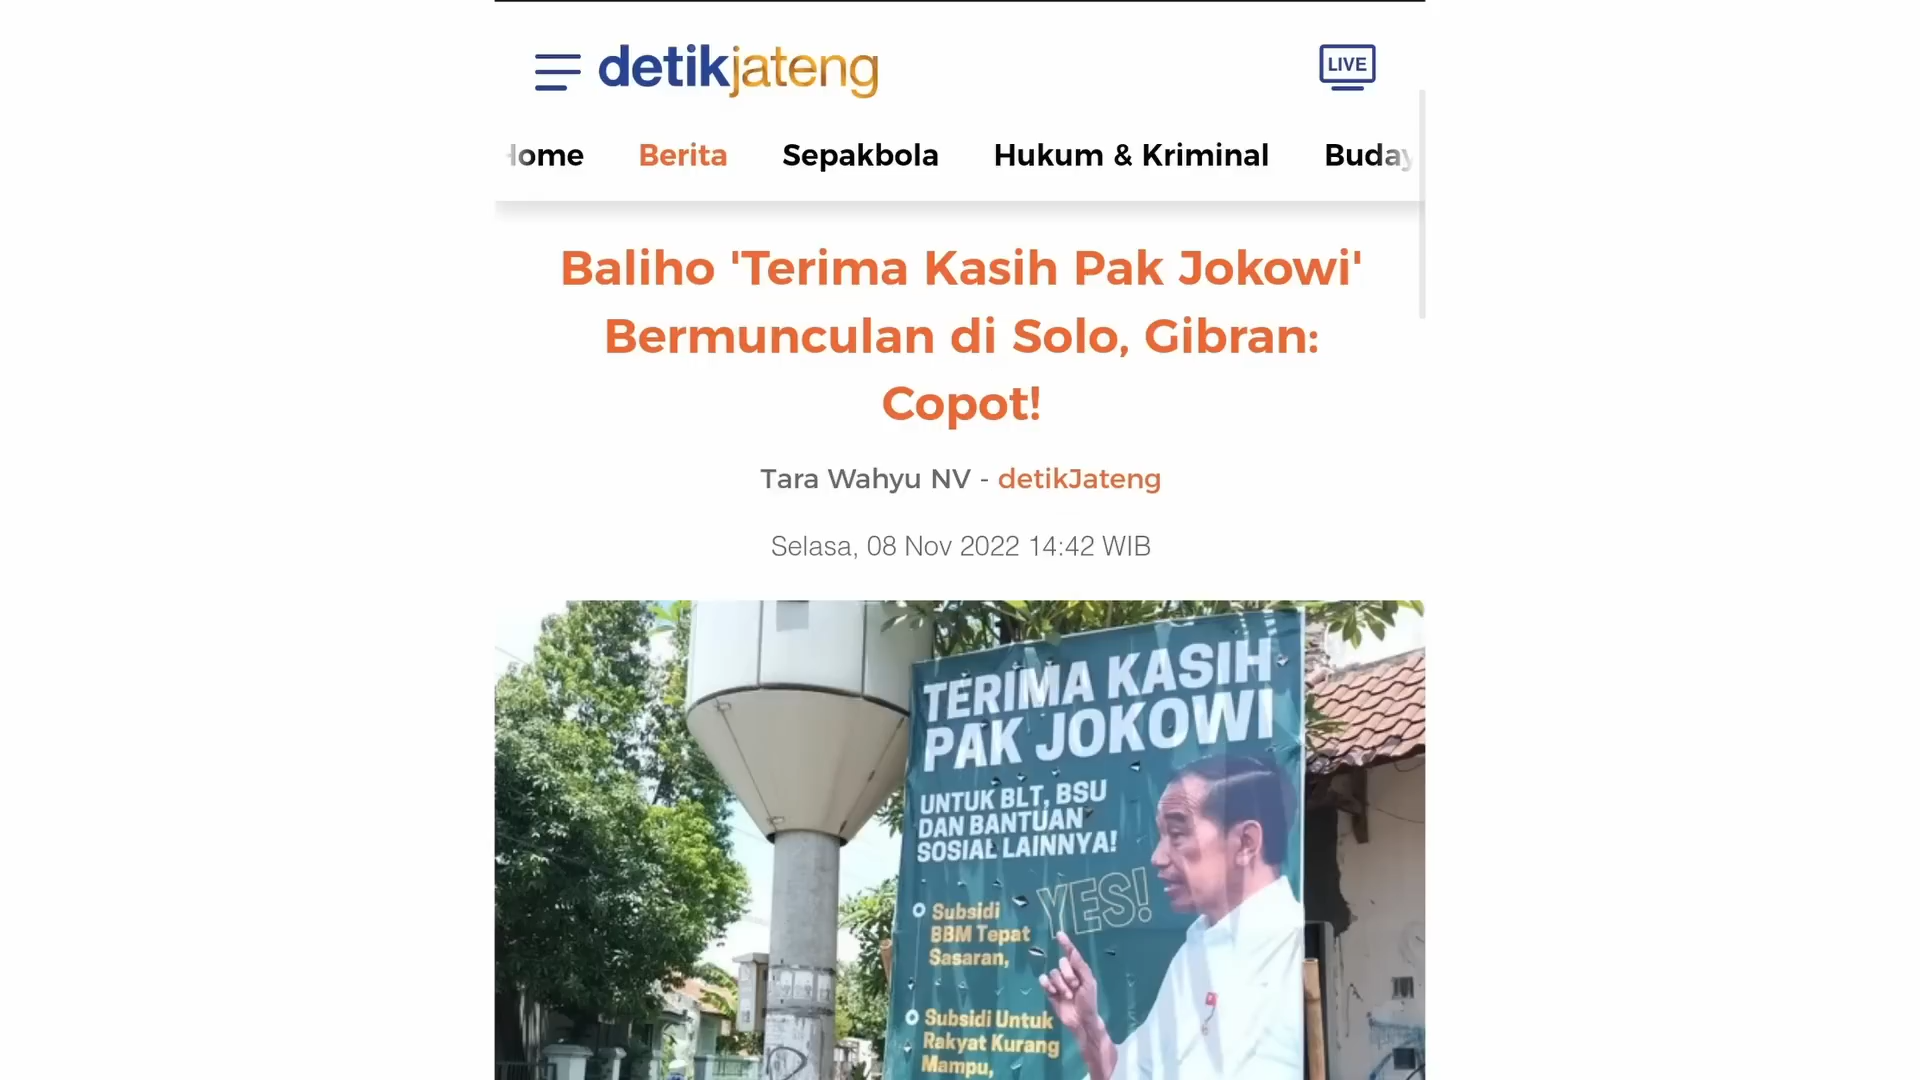 detikjateng
LIVE
Home Berita Sepakbola Hukum & Kriminal Buday
Baliho 'Terima Kasih Pak Jokowi'
Bermunculan di Solo, Gibran:
Copot!
Tara Wahyu NV - detikJateng
Selasa, 08 Nov 2022 14:42 WIB
TERIMA KASIH
PAK JOKOWI
UNTUK BLT, BSU
DAN BANTUAN
SOSIAL LAINNYA!
YES!
Subsidi
BBM Tepat
Sasaran,
Subsidi Untuk
Rakyat Kurang
Mampu,